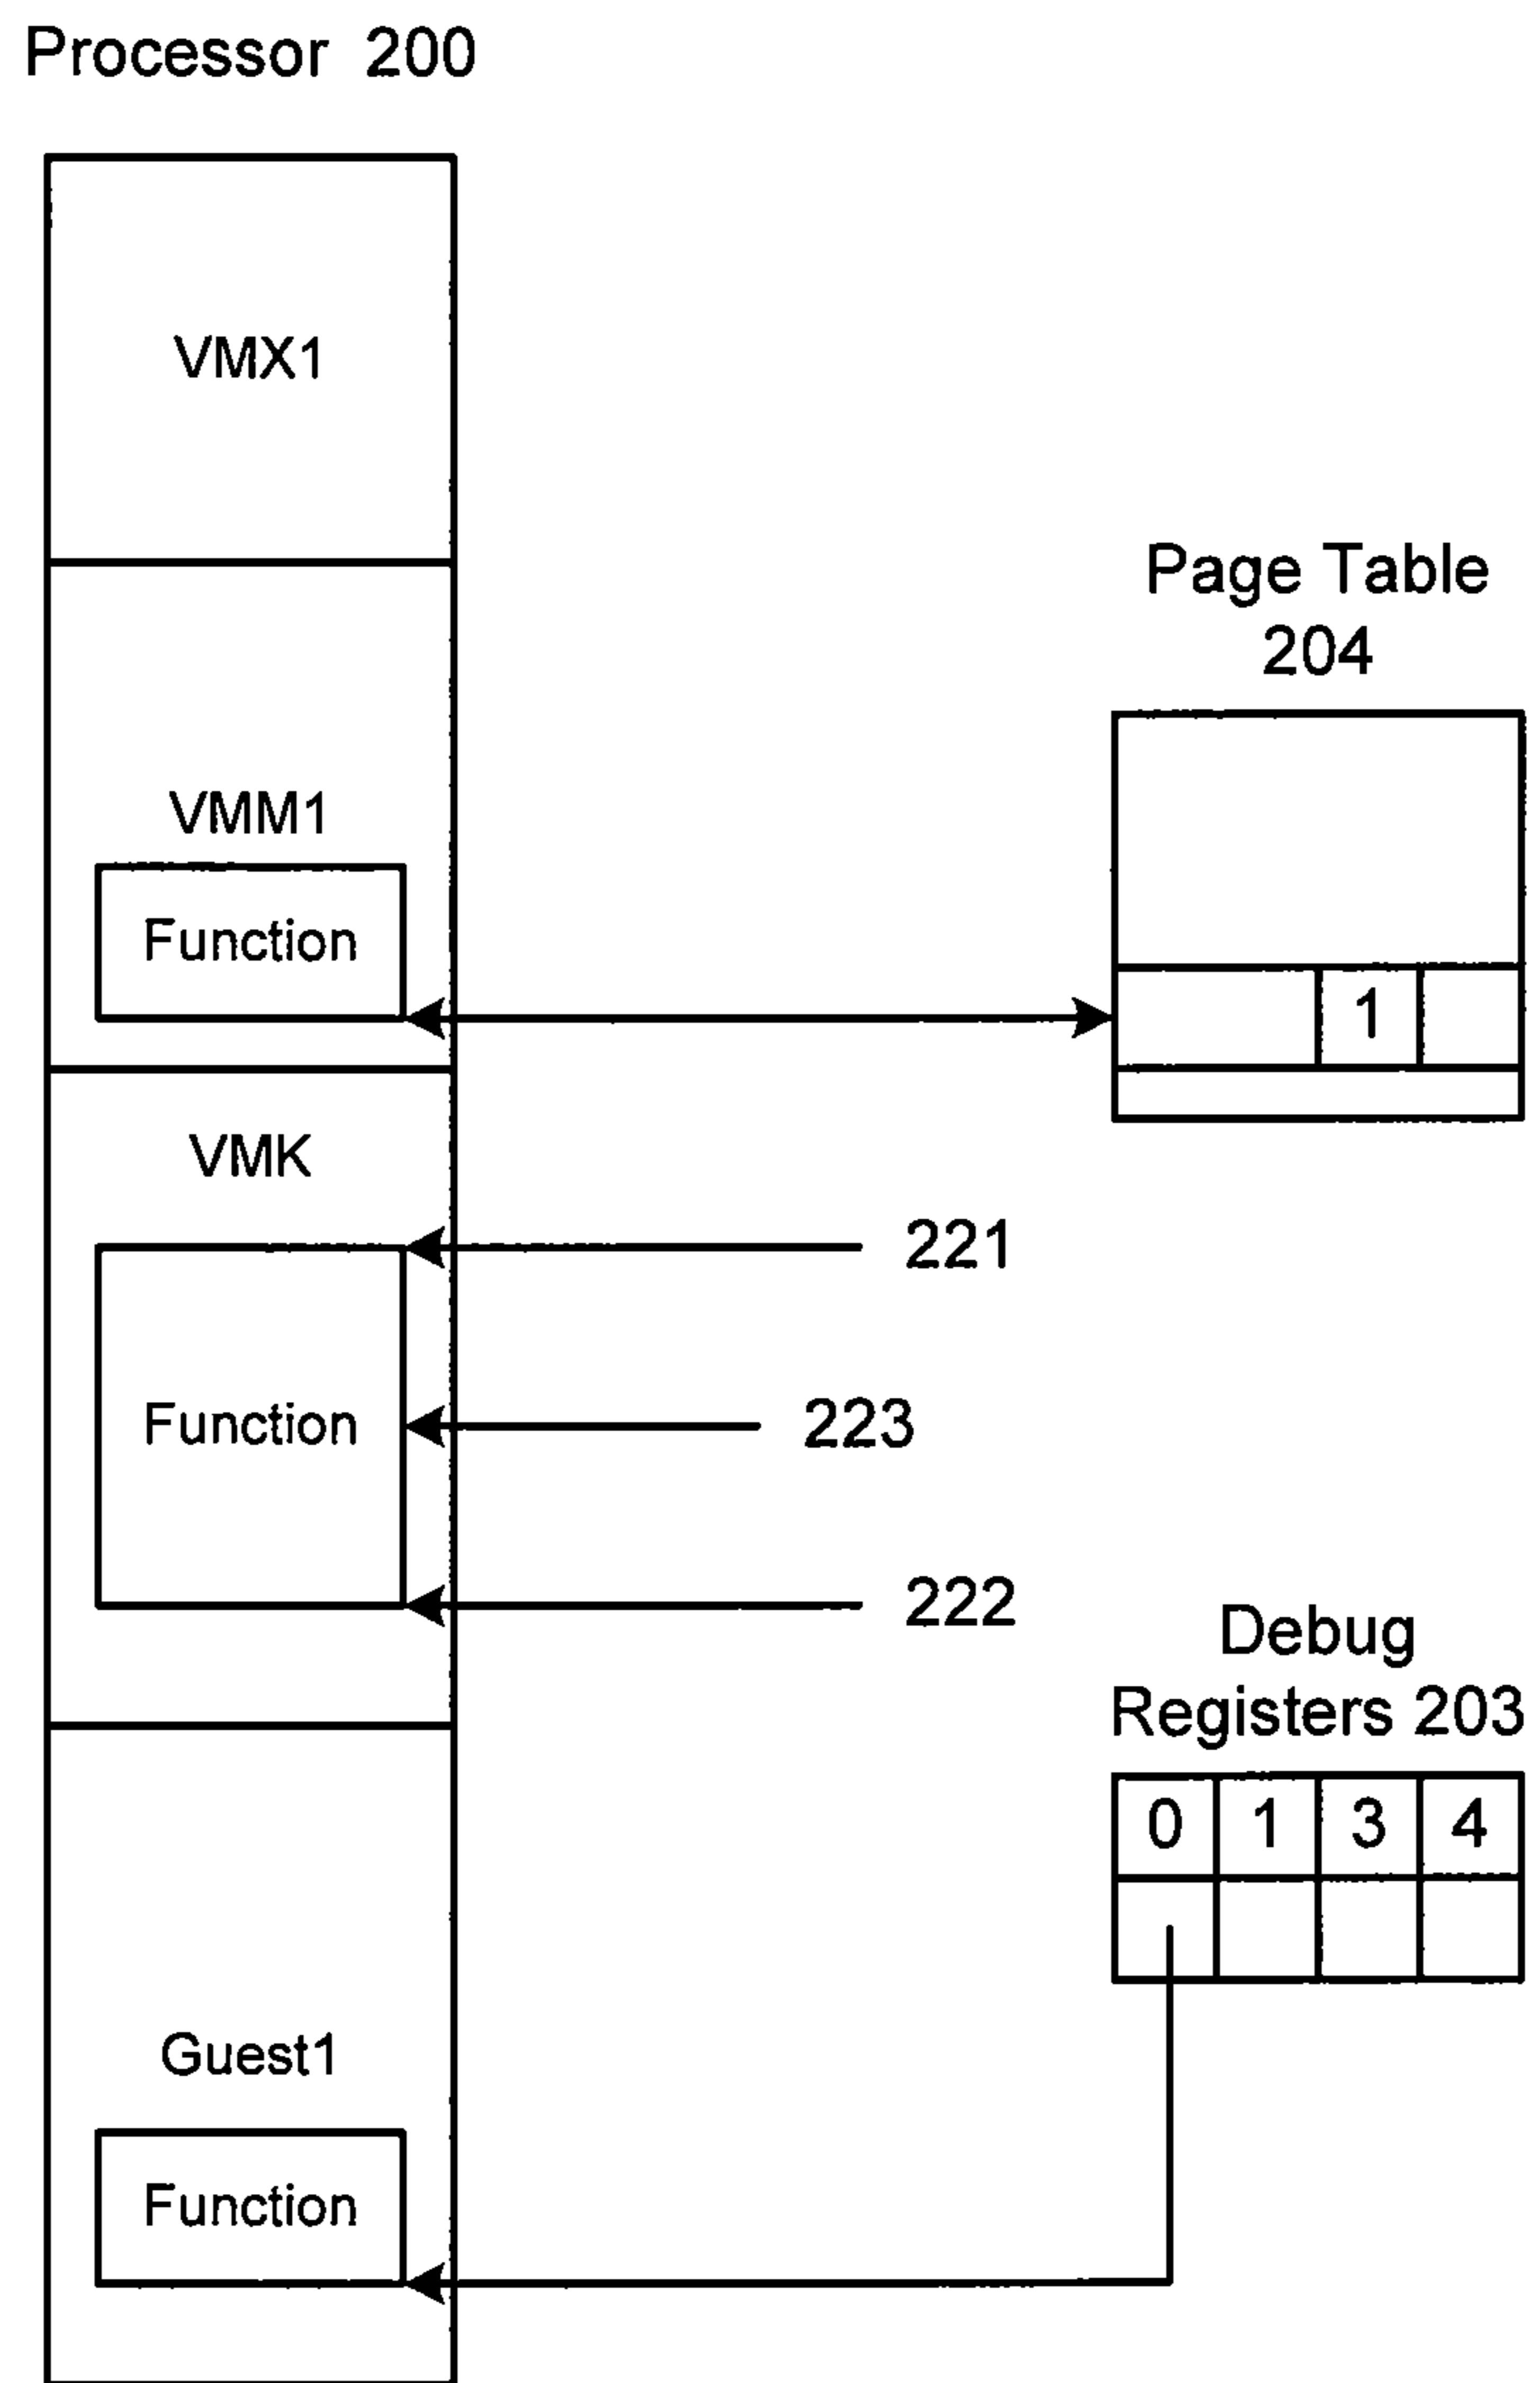 Processor 200
VMX1
Page Table
204
VMM1
Function
1
VMK
221
Function
223
222
Debug
Registers 203
0 1 3 4
Guest1
Function